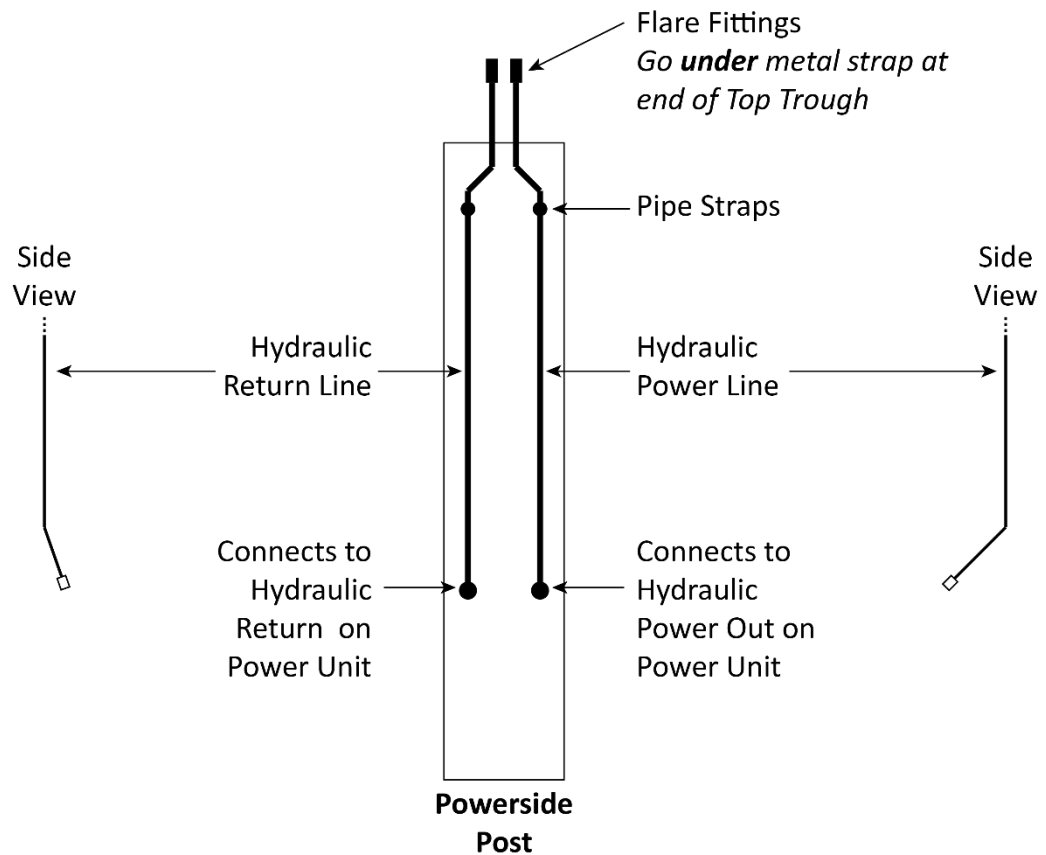 Flare Fittings
Go under metal strap at
end of Top Trough
Pipe Straps
Side
View
Side
View
Hydraulic
Return Line
Hydraulic
Power Line
Connects to
Hydraulic
Return on
Power Unit
Connects to
Hydraulic
Power Out on
Power Unit
Powerside
Post